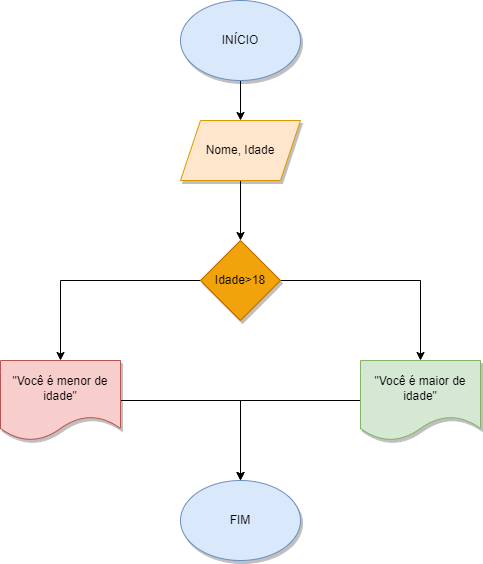 INÍCIO
Nome, Idade
Idade>18
"Você é menor de
idade"
"Você é maior de
idade"
FIM